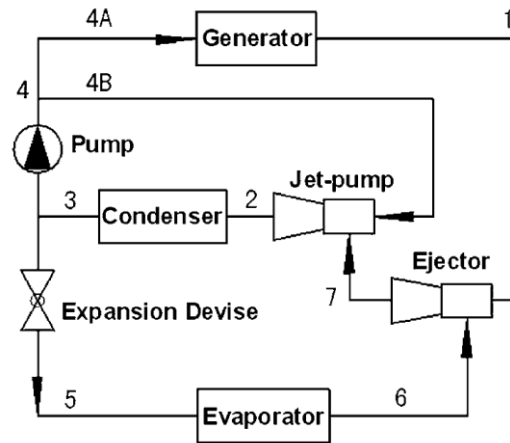 4A
1
Generator
4
4B
Pump
Jet-pump
3
Condenser
2
Ejector
7
Expansion Devise
5
Evaporator
6